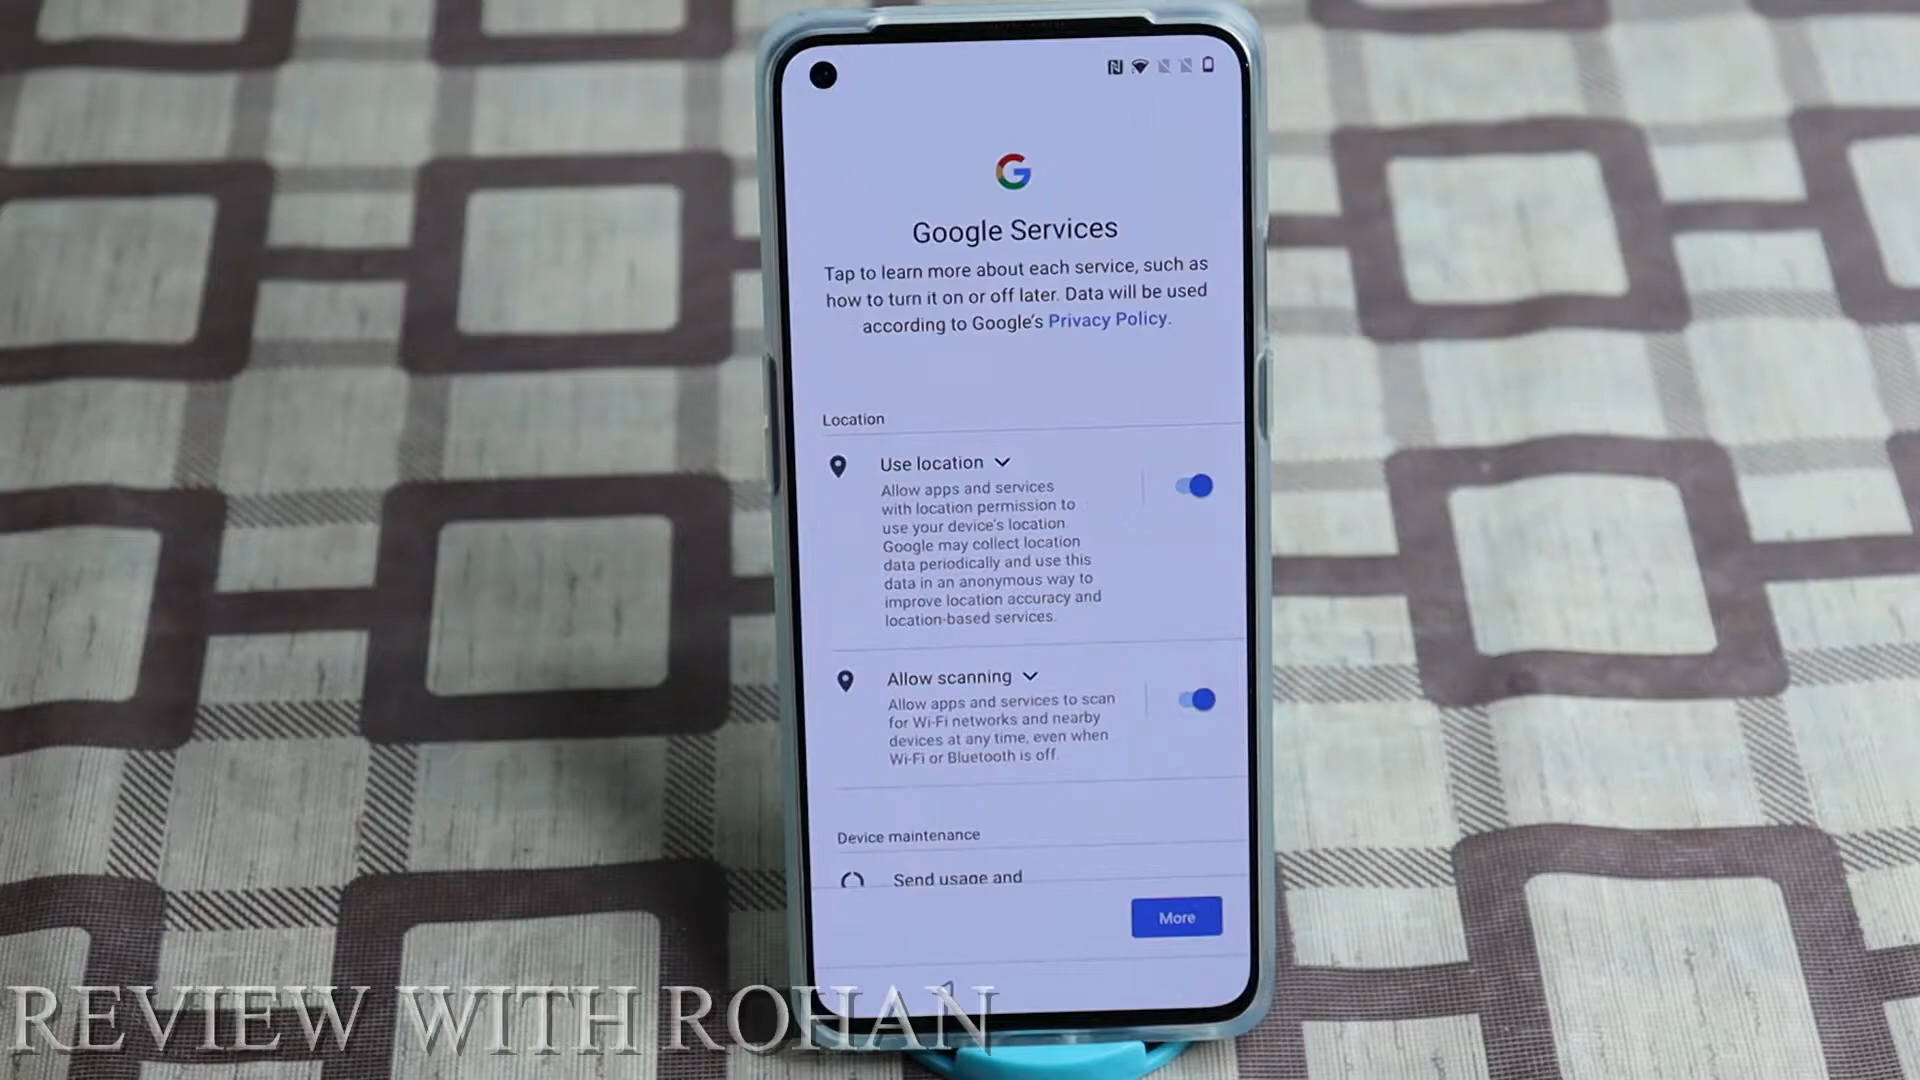 Google Services
Tap to learn more about each service, such as
how to turn it on or off later. Data will be used
according to Google's Privacy Policy.
Location
Use location
Allow apps and services
with location permission to
use your device's location.
Google may collect location
data periodically and use this
data in an anonymous way to
improve location accuracy and
location-based services.
Allow scanning
Allow apps and services to scan
for Wi-Fi networks and nearby
devices at any time, even when
Wi-Fi or Bluetooth is off.
Device maintenance
Send usage and
More
REVIEW WITH ROHAN